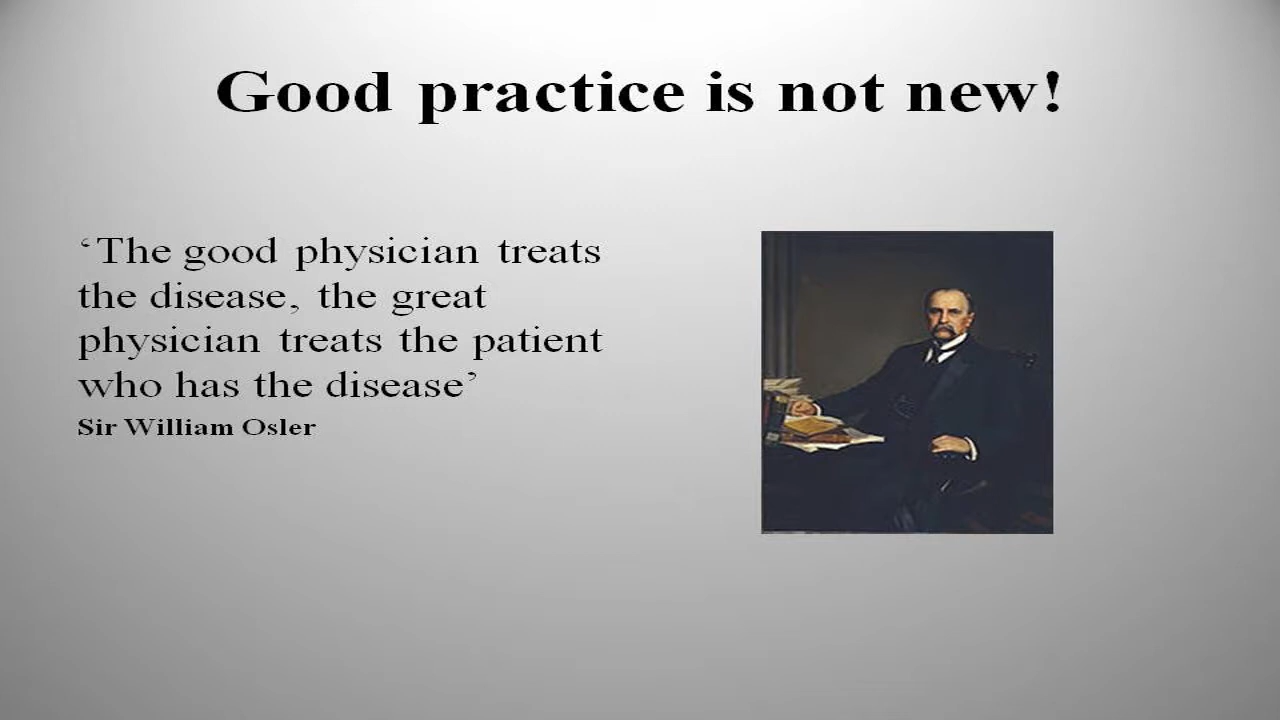 Good practice is not new!
‘The good physician treats
the disease, the great
physician treats the patient
who has the disease’
Sir William Osler